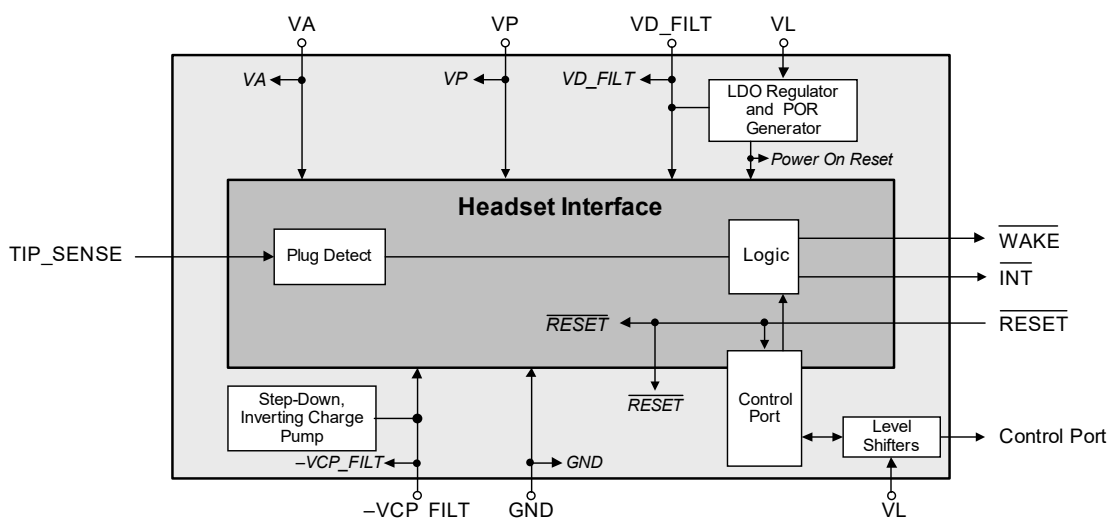 VA
VP
VD_FILT
VL
VA
VP
VD_FILT
LDO Regulator
and POR
Generator
Power On Reset
Headset Interface
TIP_SENSE
Plug Detect
Logic
WAKE
INT
RESET
RESET
RESET
Step-Down,
Inverting Charge
Pump
Control
Port
Level
Shifters
Control Port
–VCP_FILT
GND
–VCP_FILT
GND
VL